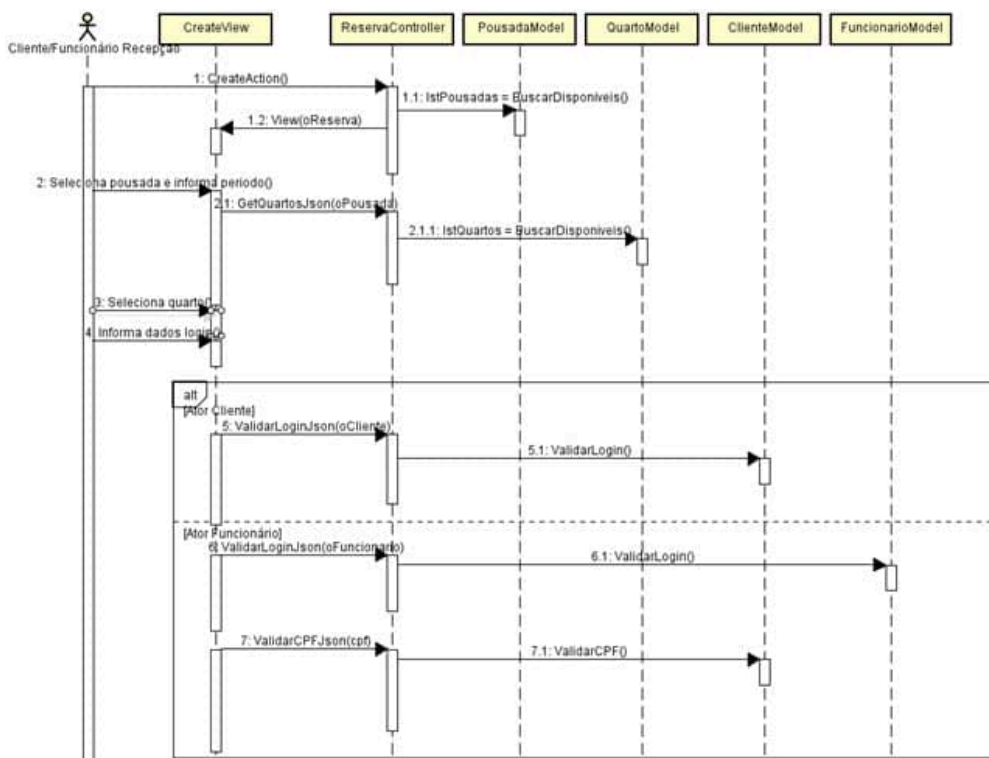 CreateView
ReservaController
PousadaModel
QuartoModel
ClienteModel
FuncionarioModel
Cliente/Funcionário Recepção
1: CreateAction()
1.1: lstPousadas = BuscarDisponiveis()
1.2: View(oReserva)
2: Seleciona pousada e informa periodo()
2.1: GetQuartosJson(oPousada)
2.1.1: lstQuartos = BuscarDisponiveis()
3: Seleciona quarto()
4: Informa dados login()
alt
[Ator Cliente]
5: ValidarLoginJson(oCliente)
5.1: ValidarLogin()
[Ator Funcionário]
6: ValidarLoginJson(oFuncionario)
6.1: ValidarLogin()
7: ValidarCPFJson(cpf)
7.1: ValidarCPF()